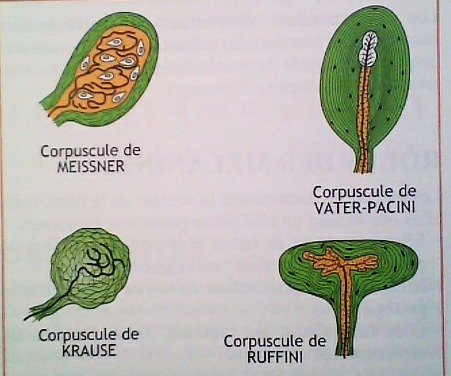 Corpuscule de
MEISSNER
Corpuscule de
VATER-PACINI
Corpuscule de
KRAUSE
Corpuscule de
RUFFINI